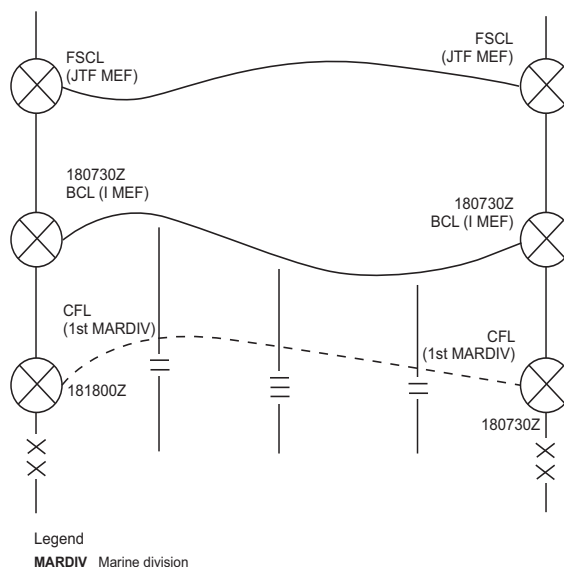 FSCL
(JTF MEF)
FSCL
(JTF MEF)
180730Z
BCL (I MEF)
180730Z
BCL (I MEF)
CFL
(1st MARDIV)
CFL
(1st MARDIV)
181800Z
180730Z
Legend
MARDIV Marine division